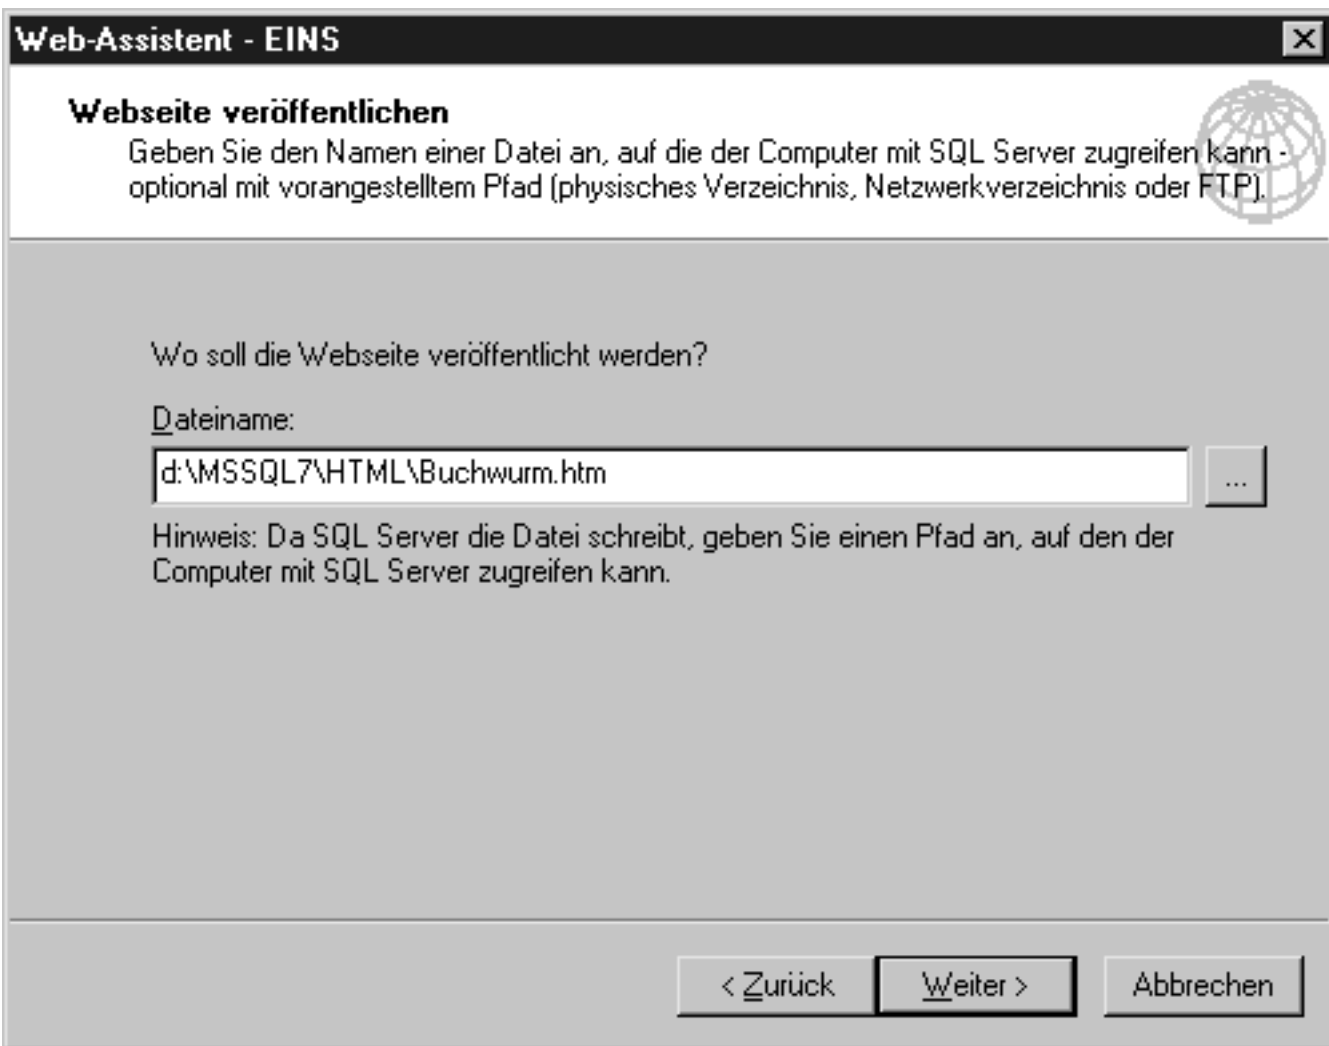 Web-Assistent - EINS
Webseite veröffentlichen
Geben Sie den Namen einer Datei an, auf die der Computer mit SQL Server zugreifen kann -
optional mit vorangestelltem Pfad (physisches Verzeichnis, Netzwerkverzeichnis oder FTP).
Wo soll die Webseite veröffentlicht werden?
Dateiname:
d:\MSSQL7\HTML\Buchwurm.htm
...
Hinweis: Da SQL Server die Datei schreibt, geben Sie einen Pfad an, auf den der
Computer mit SQL Server zugreifen kann.
< Zurück Weiter > Abbrechen